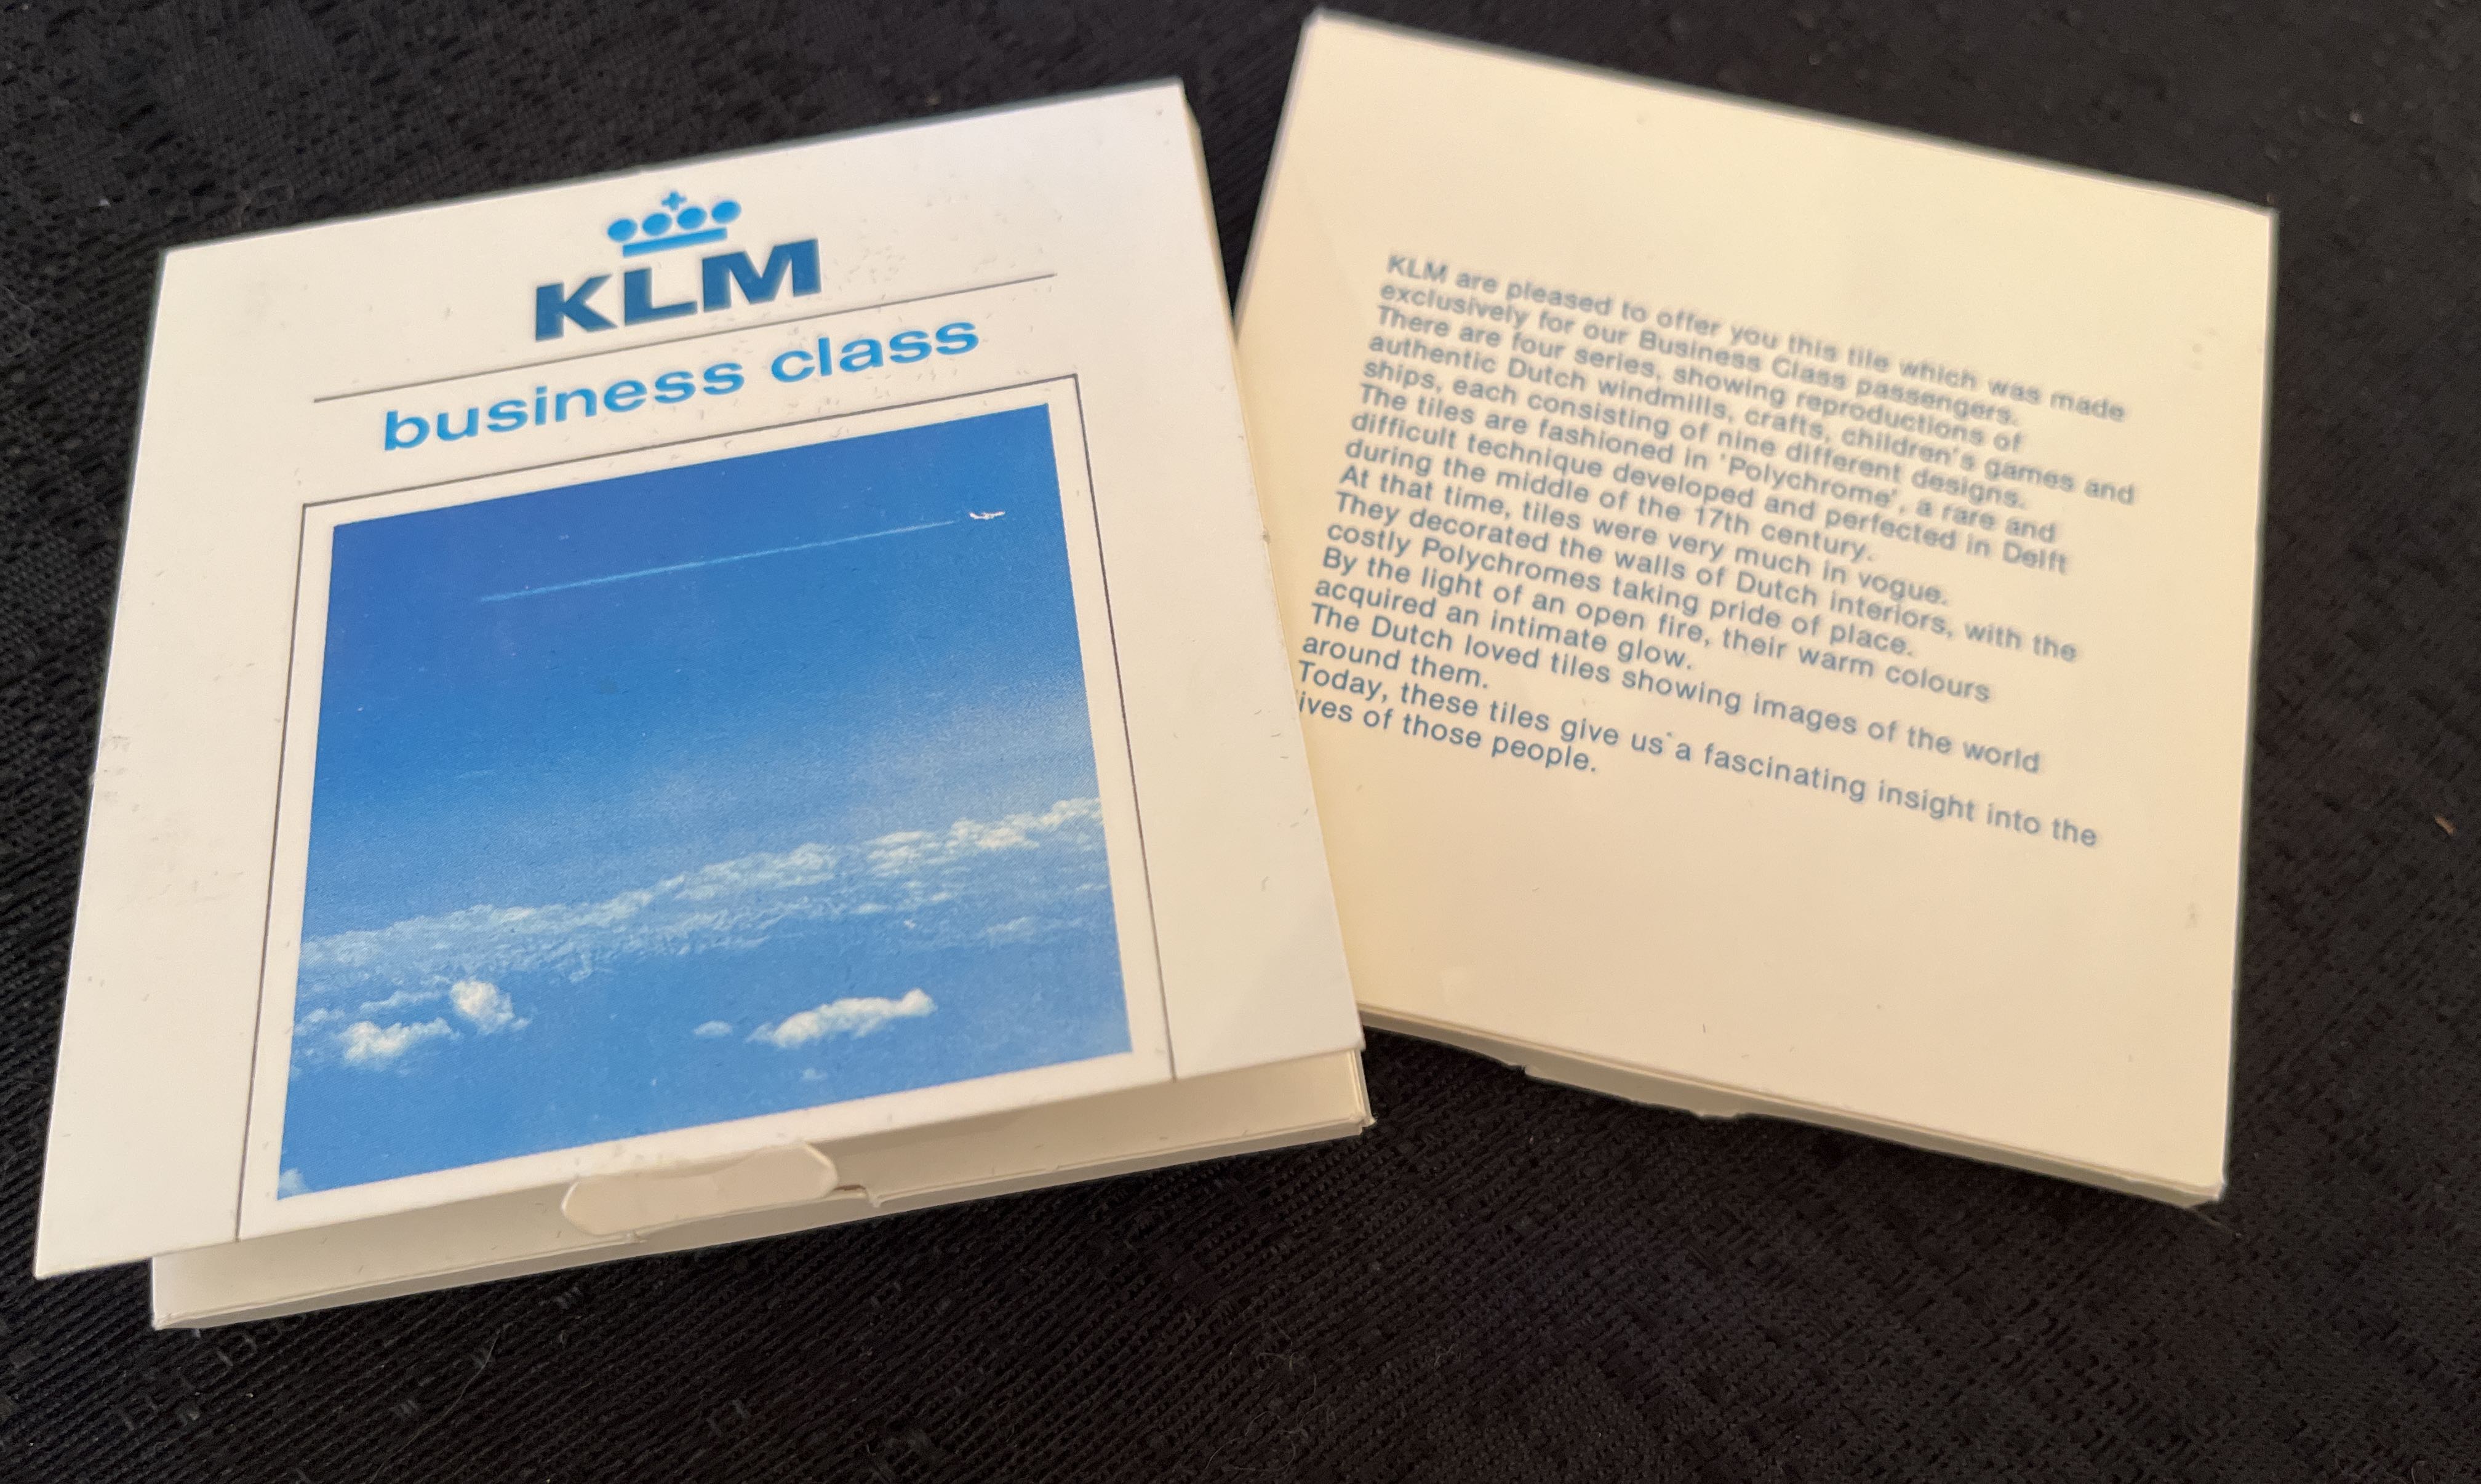 KLM
business class
KLM are pleased to offer you this tile which was made
exclusively for our Business Class passengers.
There are four series, showing reproductions of
authentic Dutch windmills, crafts, children's games and
ships, each consisting of nine different designs.
The tiles are fashioned in 'Polychrome', a rare and
difficult technique developed and perfected in Delft
during the middle of the 17th century.
At that time, tiles were very much in vogue.
They decorated the walls of Dutch interiors, with the
costly Polychromes taking pride of place.
By the light of an open fire, their warm colours
acquired an intimate glow.
The Dutch loved tiles showing images of the world
around them.
Today, these tiles give us a fascinating insight into the
ives of those people.